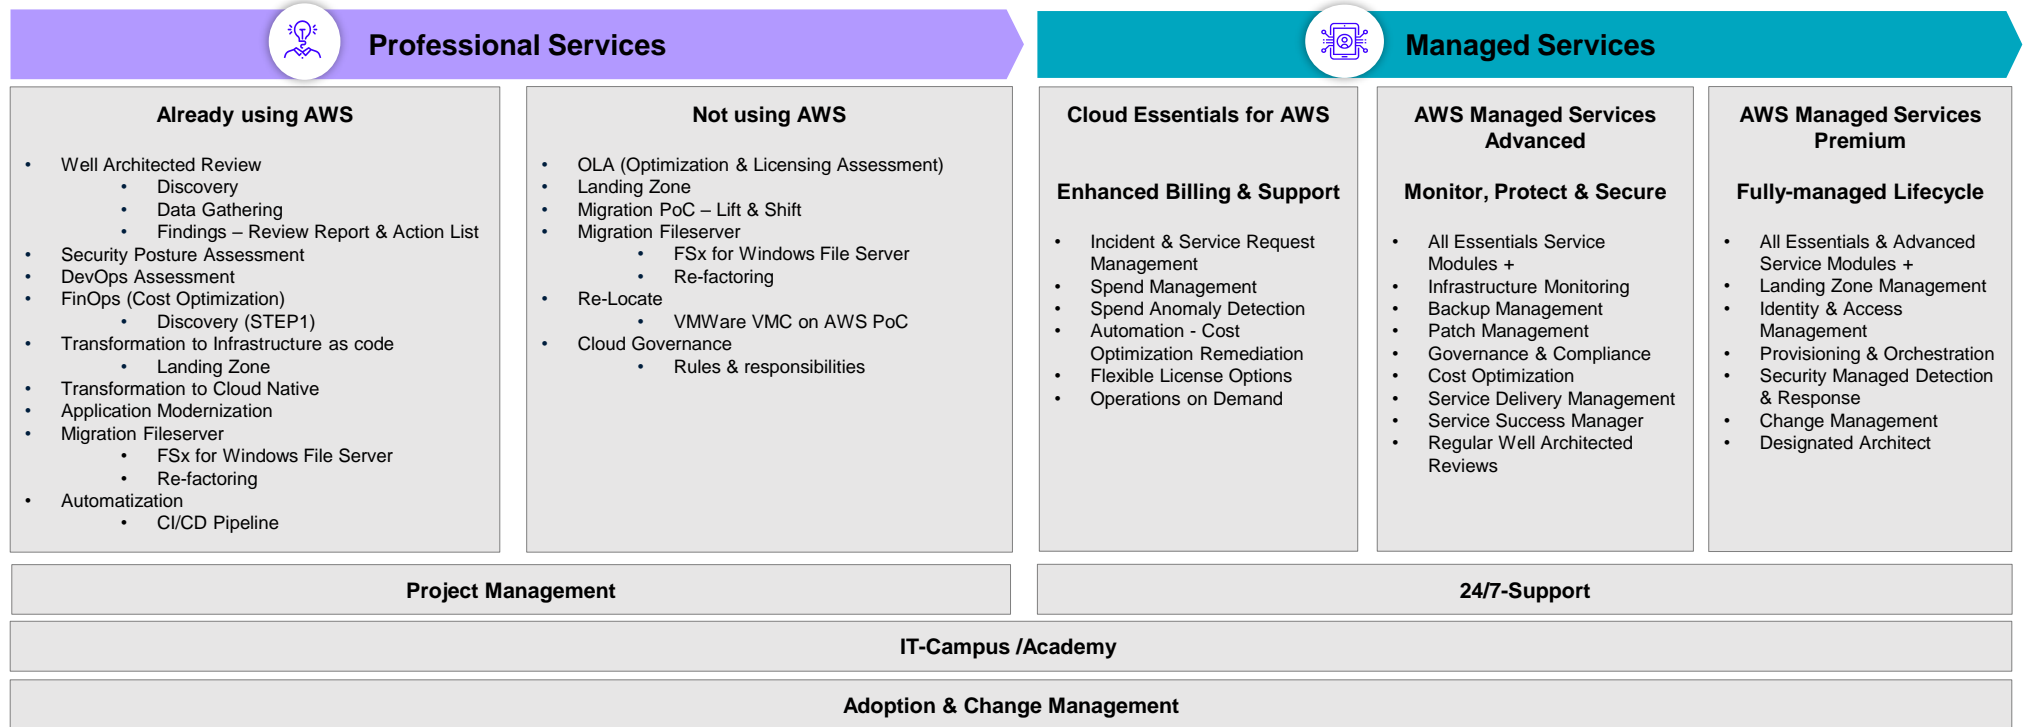 Professional Services
Already using AWS
• Well Architected Review
• Discovery
• Data Gathering
• Findings – Review Report & Action List
• Security Posture Assessment
• DevOps Assessment
• FinOps (Cost Optimization)
• Discovery (STEP1)
• Transformation to Infrastructure as code
• Landing Zone
• Transformation to Cloud Native
• Application Modernization
• Migration Fileserver
• FSx for Windows File Server
• Re-factoring
• Automatization
• CI/CD Pipeline
Not using AWS
• OLA (Optimization & Licensing Assessment)
• Landing Zone
• Migration PoC – Lift & Shift
• Migration Fileserver
• FSx for Windows File Server
• Re-factoring
• Re-Locate
• VMWare VMC on AWS PoC
• Cloud Governance
• Rules & responsibilities
Project Management
Managed Services
Cloud Essentials for AWS
Enhanced Billing & Support
• Incident & Service Request
Management
• Spend Management
• Spend Anomaly Detection
• Automation - Cost
Optimization Remediation
• Flexible License Options
• Operations on Demand
AWS Managed Services
Advanced
Monitor, Protect & Secure
• All Essentials Service
Modules +
• Infrastructure Monitoring
• Backup Management
• Patch Management
• Governance & Compliance
• Cost Optimization
• Service Delivery Management
• Service Success Manager
• Regular Well Architected
Reviews
AWS Managed Services
Premium
Fully-managed Lifecycle
• All Essentials & Advanced
Service Modules +
• Landing Zone Management
• Identity & Access
Management
• Provisioning & Orchestration
• Security Managed Detection
& Response
• Change Management
• Designated Architect
24/7-Support
IT-Campus /Academy
Adoption & Change Management